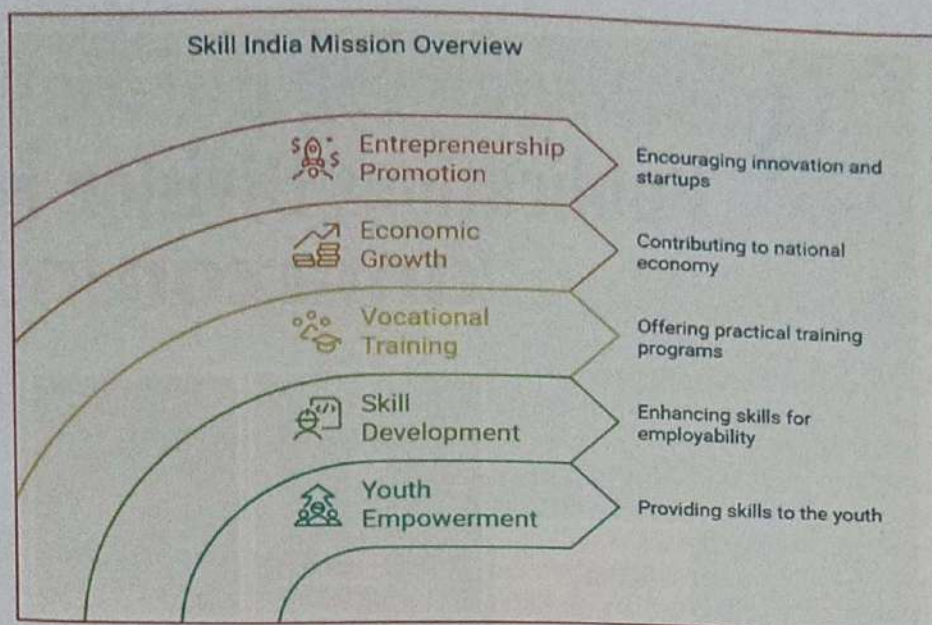 Skill India Mission Overview
Entrepreneurship
Promotion
Encouraging innovation and
startups
Economic
Growth
Contributing to national
economy
Vocational
Training
Offering practical training
programs
Skill
Development
Enhancing skills for
employability
Youth
Empowerment
Providing skills to the youth